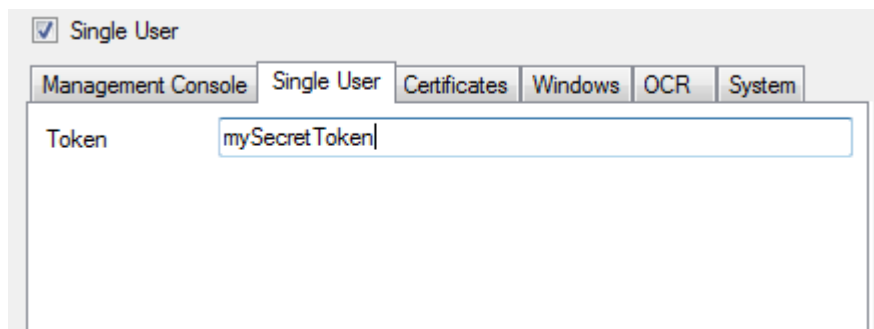 Single User
Management Console Single User Certificates Windows OCR System
Token mySecretToken